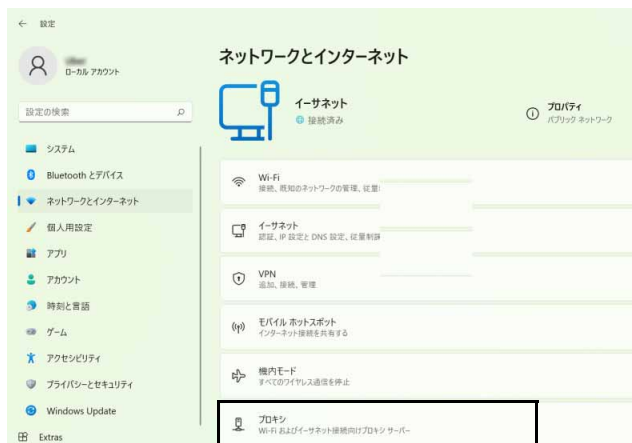 設定
ローカル アカウント
設定の検索
システム
Bluetooth とデバイス
ネットワークとインターネット
個人用設定
アプリ
アカウント
時刻と言語
ゲーム
アクセシビリティ
プライバシーとセキュリティ
Windows Update
Extras
ネットワークとインターネット
イーサネット
接続済み
プロパティ
パブリック ネットワーク
Wi-Fi
接続、既知のネットワークの管理、従量
イーサネット
認証、IP 設定と DNS 設定、従量制課
VPN
追加、接続、管理
モバイル ホットスポット
インターネット接続を共有する
機内モード
すべてのワイヤレス通信を停止
プロキシ
Wi-Fi およびイーサネット接続向けプロキシ サーバー